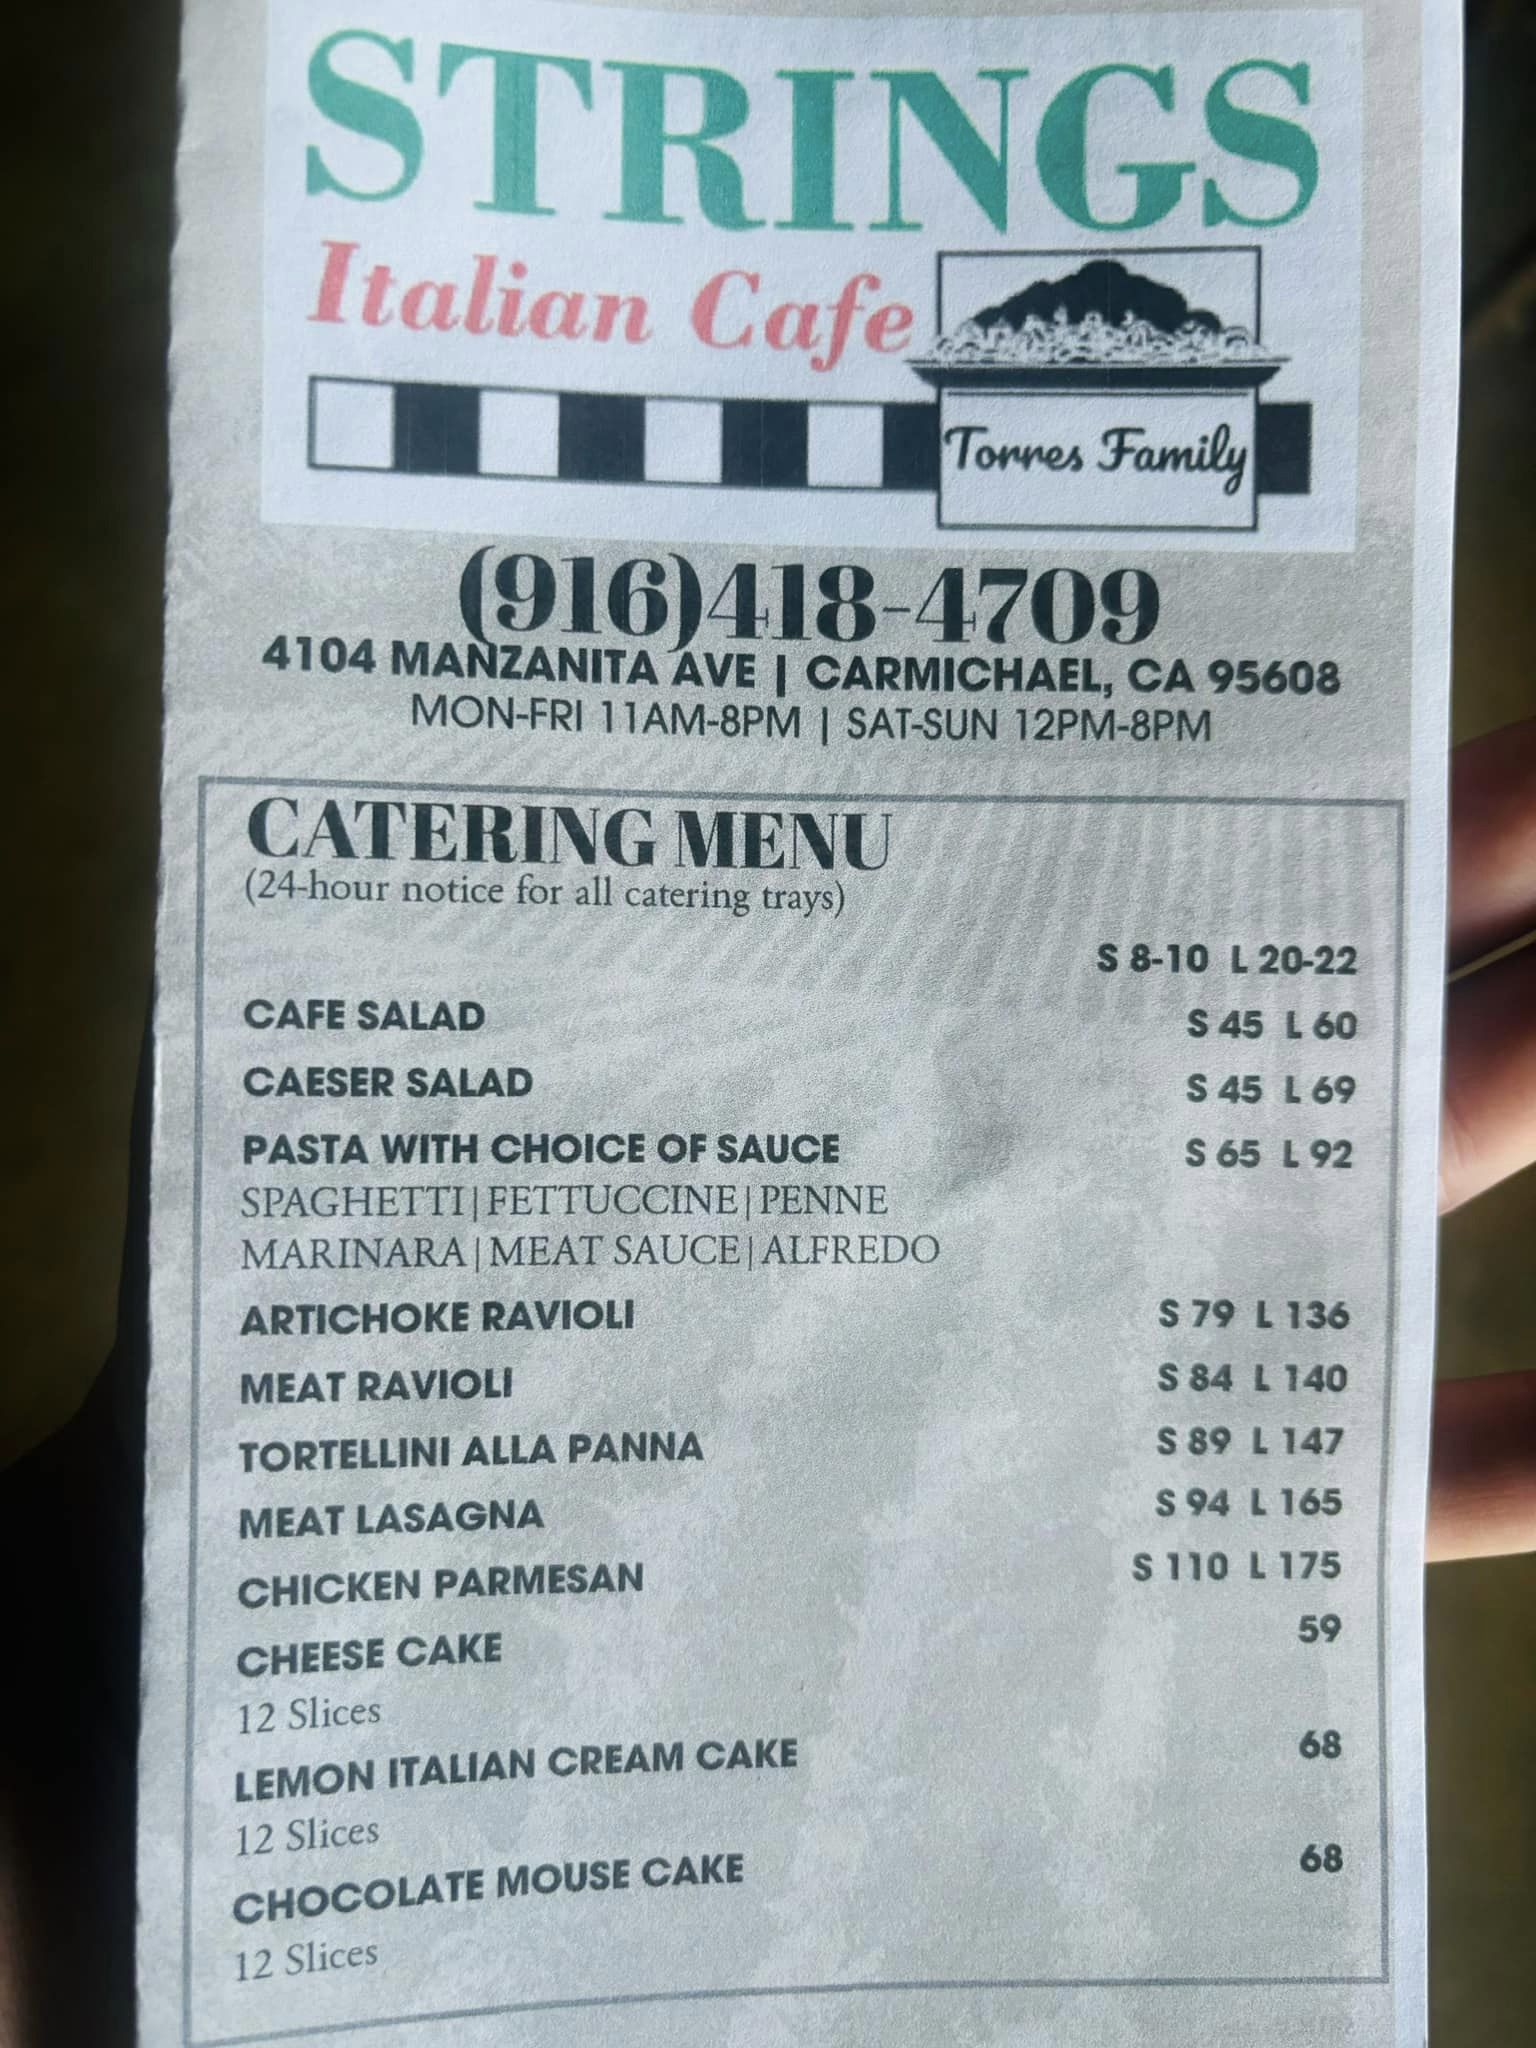 STRINGS
Italian Cafe
Torres Family
(916)418-4709
4104 MANZANITA AVE | CARMICHAEL, CA 95608
MON-FRI 11AM-8PM | SAT-SUN 12PM-8PM
CATERING MENU
(24-hour notice for all catering trays)
S 8-10 L 20-22
CAFE SALAD S 45 L 60
CAESER SALAD S 45 L 69
PASTA WITH CHOICE OF SAUCE S 65 L 92
SPAGHETTI|FETTUCCINE|PENNE
MARINARA|MEAT SAUCE|ALFREDO
ARTICHOKE RAVIOLI S 79 L 136
MEAT RAVIOLI S 84 L 140
TORTELLINI ALLA PANNA S 89 L 147
MEAT LASAGNA S 94 L 165
CHICKEN PARMESAN S 110 L 175
CHEESE CAKE 59
12 Slices
LEMON ITALIAN CREAM CAKE 68
12 Slices
CHOCOLATE MOUSE CAKE 68
12 Slices